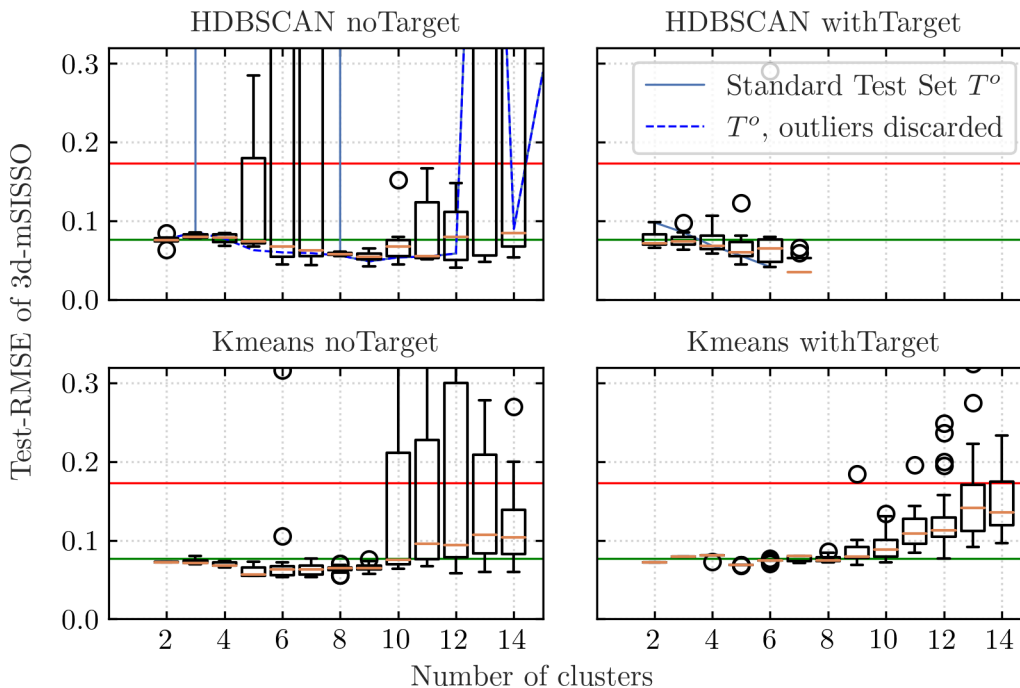 HDBSCAN noTarget
HDBSCAN withTarget
0.3
0.2
0.1
0.0
Standard Test Set T°
T°, outliers discarded
Test-RMSE of 3d-mSISSO
Kmeans noTarget
Kmeans withTarget
0.3
0.2
0.1
0.0
2 4 6 8 10 12 14
2 4 6 8 10 12 14
Number of clusters